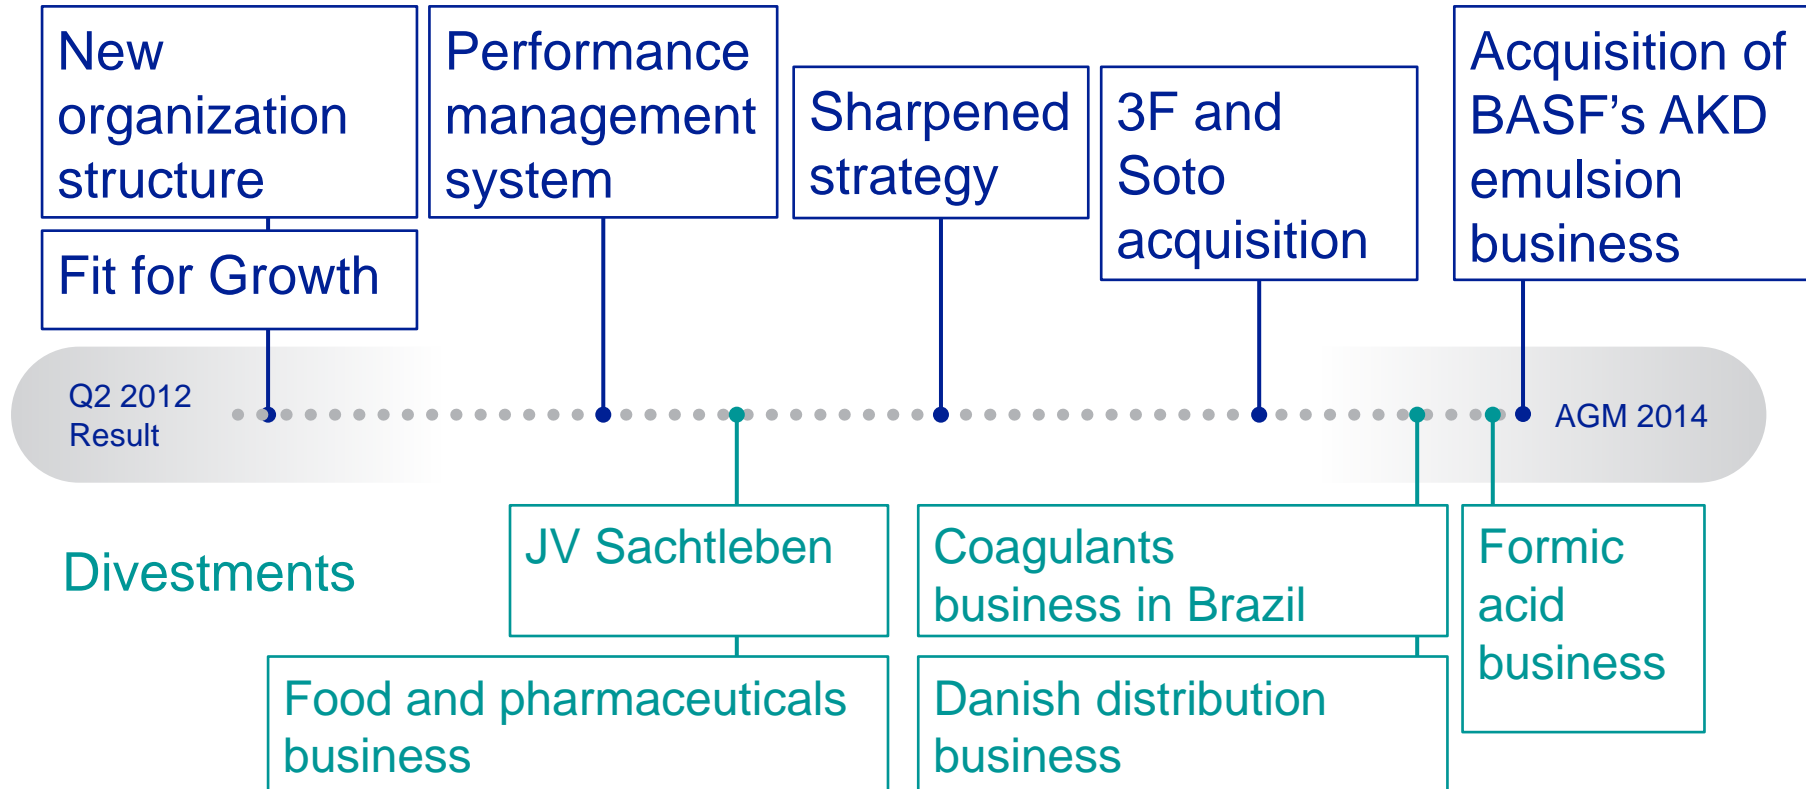 New
organization
structure
Fit for Growth
Performance
management
system
Sharpened
strategy
3F and
Soto
acquisition
Acquisition of
BASF’s AKD
emulsion
business
Q2 2012
Result
AGM 2014
Divestments
JV Sachtleben
Food and pharmaceuticals
business
Coagulants
business in Brazil
Danish distribution
business
Formic
acid
business